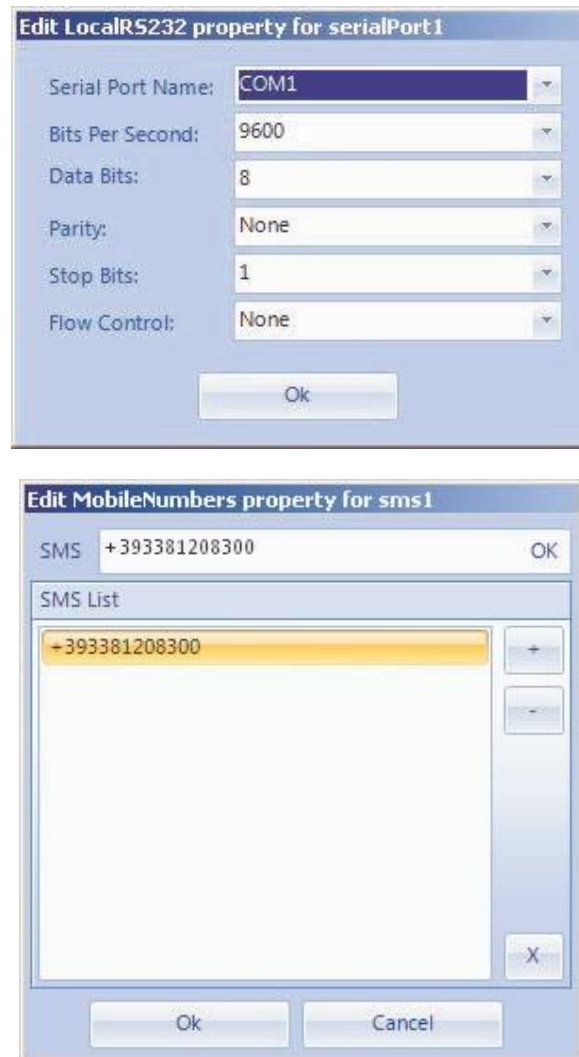 Edit LocalRS232 property for serialPort1
Serial Port Name: COM1
Bits Per Second: 9600
Data Bits: 8
Parity: None
Stop Bits: 1
Flow Control: None
Ok
Edit MobileNumbers property for sms1
SMS +393381208300 OK
SMS List
+393381208300 +
-
X
Ok Cancel